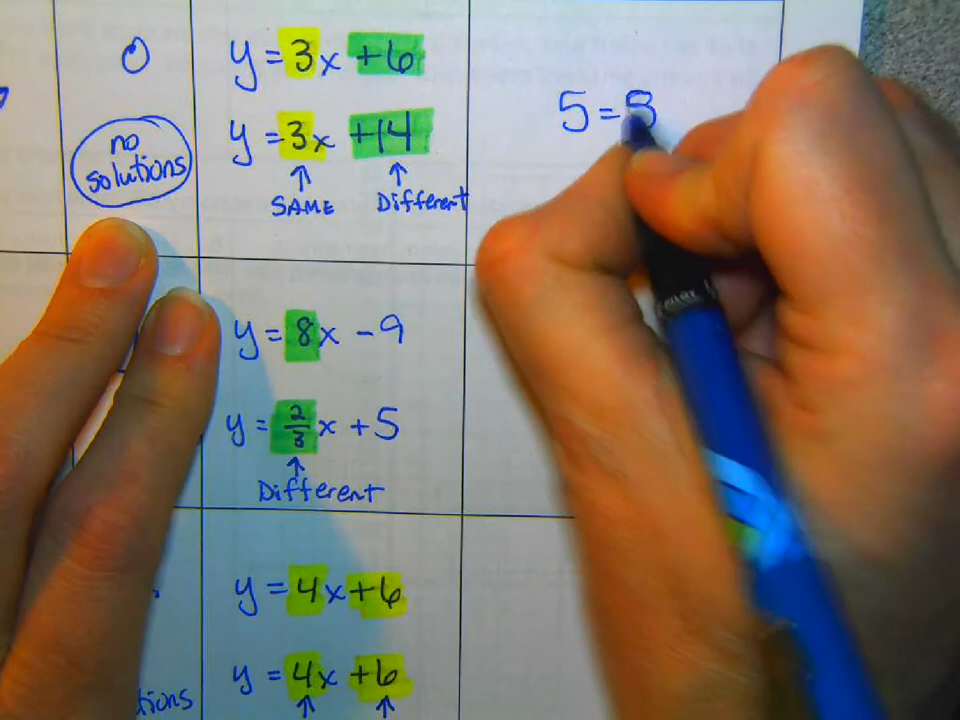 0
no
solutions
y = 3x + 6
y = 3x + 14
↑ ↑
SAME Different
5 = 8
y = 8x - 9
y = 2/3x + 5
↑
Different
y = 4x + 6
y = 4x + 6
↑ ↑
PILOT